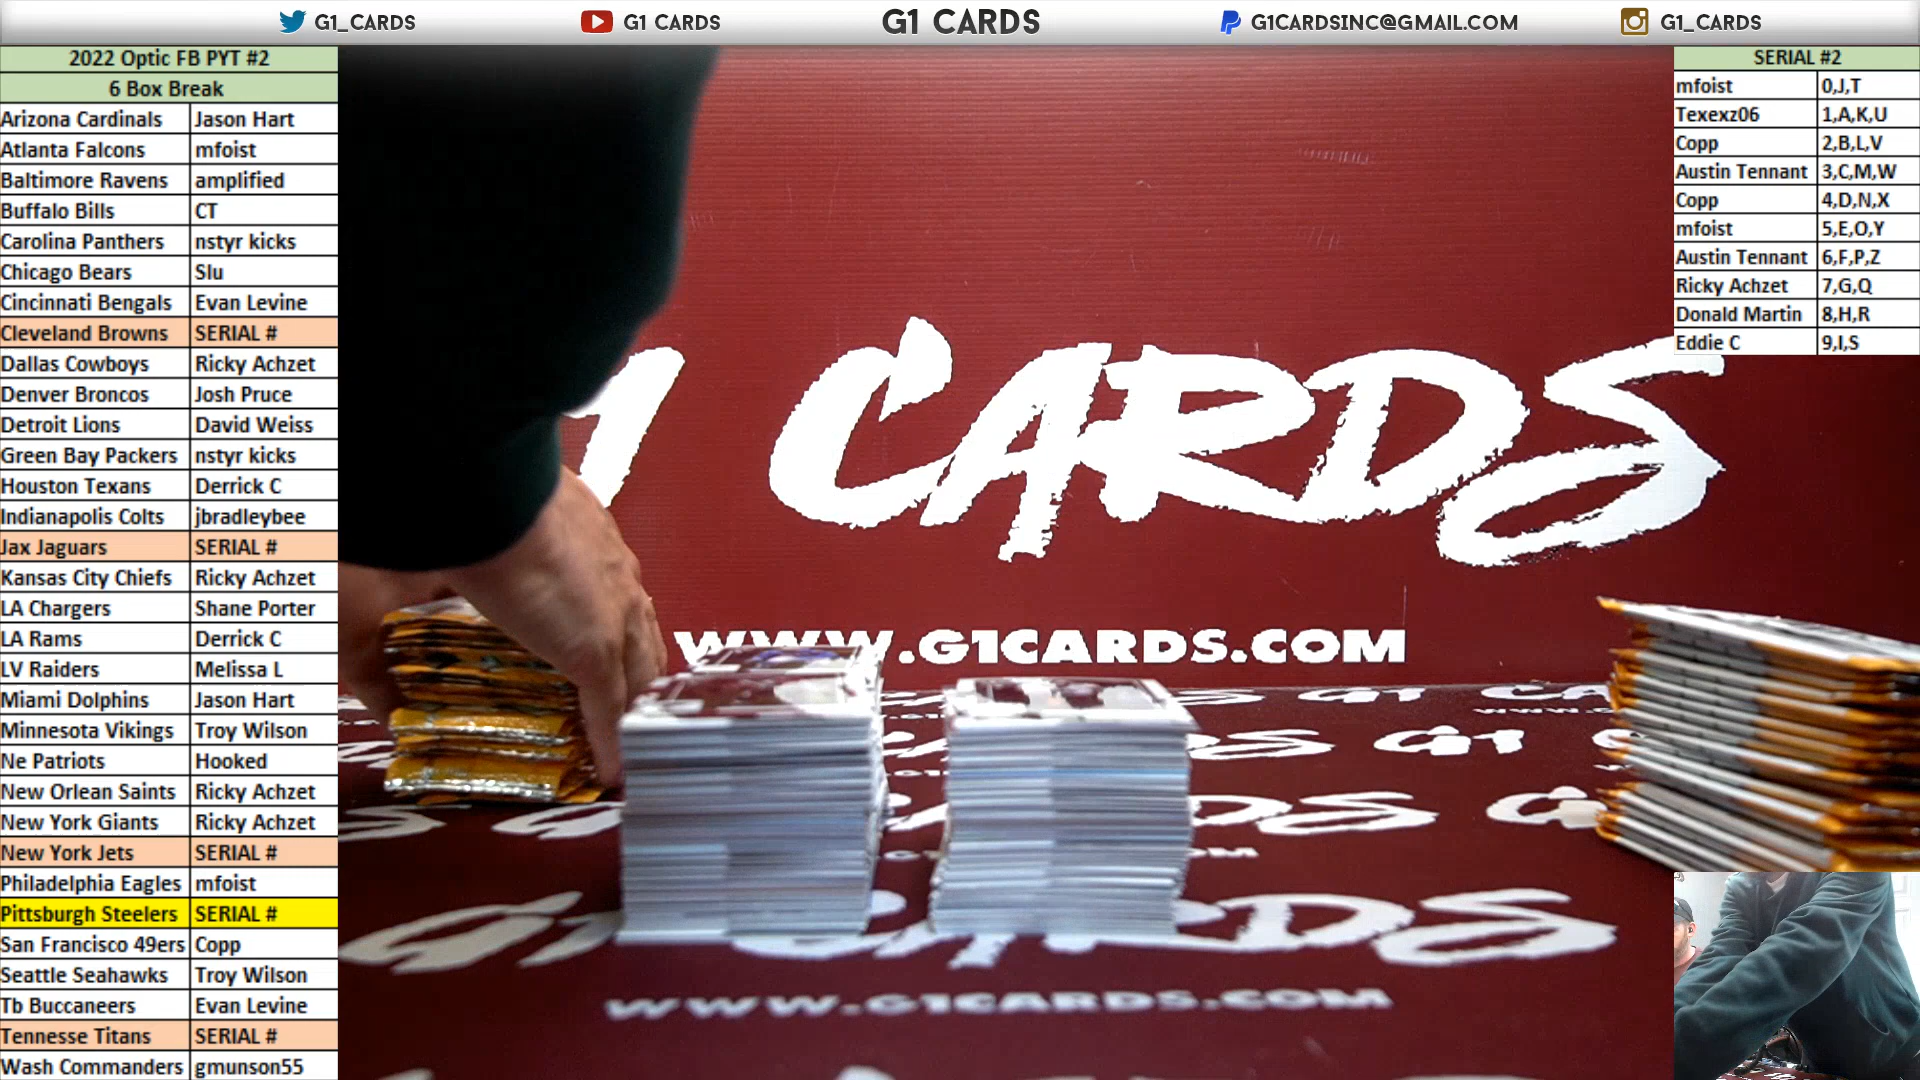 G1_CARDS G1 CARDS G1 CARDS G1CARDSINC@GMAIL.COM G1_CARDS
2022 Optic FB PYT #2
6 Box Break
Arizona Cardinals Jason Hart
Atlanta Falcons mfoist
Baltimore Ravens amplified
Buffalo Bills CT
Carolina Panthers nstyr kicks
Chicago Bears Slu
Cincinnati Bengals Evan Levine
Cleveland Browns SERIAL #
Dallas Cowboys Ricky Achzet
Denver Broncos Josh Pruce
Detroit Lions David Weiss
Green Bay Packers nstyr kicks
Houston Texans Derrick C
Indianapolis Colts jbradleybee
Jax Jaguars SERIAL #
Kansas City Chiefs Ricky Achzet
LA Chargers Shane Porter
LA Rams Derrick C
LV Raiders Melissa L
Miami Dolphins Jason Hart
Minnesota Vikings Troy Wilson
Ne Patriots Hooked
New Orlean Saints Ricky Achzet
New York Giants Ricky Achzet
New York Jets SERIAL #
Philadelphia Eagles mfoist
Pittsburgh Steelers SERIAL #
San Francisco 49ers Copp
Seattle Seahawks Troy Wilson
Tb Buccaneers Evan Levine
Tennesse Titans SERIAL #
Wash Commanders gmunson55
SERIAL #2
mfoist 0,J,T
Texexz06 1,A,K,U
Copp 2,B,L,V
Austin Tennant 3,C,M,W
Copp 4,D,N,X
mfoist 5,E,O,Y
Austin Tennant 6,F,P,Z
Ricky Achzet 7,G,Q
Donald Martin 8,H,R
Eddie C 9,I,S
1 CARDS
WWW.G1CARDS.COM
G1 CARDS
WWW.G1CARDS.COM